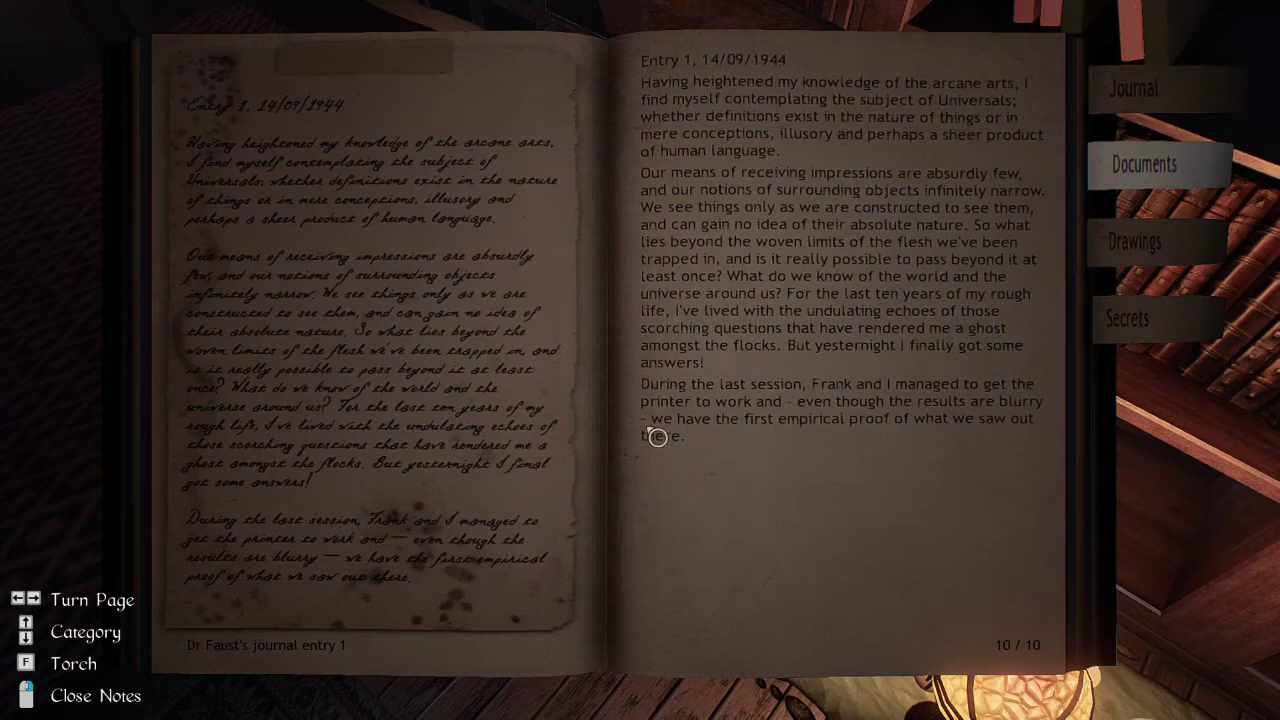 Entry 1, 14/09/1944
Having heightened my knowledge of the arcane arts,
I find myself contemplating the subject of
Universals; whether definitions exist in the nature
of things or in mere conceptions, illusory and
perhaps a sheer product of human language.
Our means of receiving impressions are absurdly
few, and our notions of surrounding objects
infinitely narrow. We see things only as we are
constructed to see them, and can gain no idea of
their absolute nature. So what lies beyond the
woven limits of the flesh we've been trapped in, and
is it really possible to pass beyond it at least
once? What do we know of the world and the
universe around us? For the last ten years of my
rough life, I've lived with the undulating echoes of
those scorching questions that have rendered me a
ghost amongst the flocks. But yesternight I final
got some answers!
During the last session, Frank and I managed to
get the printer to work and — even though the
results are blurry — we have the first empirical
proof of what we saw out there.
Dr Faust's journal entry 1
Entry 1, 14/09/1944
Having heightened my knowledge of the arcane arts, I
find myself contemplating the subject of Universals;
whether definitions exist in the nature of things or in
mere conceptions, illusory and perhaps a sheer product
of human language.
Our means of receiving impressions are absurdly few,
and our notions of surrounding objects infinitely narrow.
We see things only as we are constructed to see them,
and can gain no idea of their absolute nature. So what
lies beyond the woven limits of the flesh we've been
trapped in, and is it really possible to pass beyond it at
least once? What do we know of the world and the
universe around us? For the last ten years of my rough
life, I've lived with the undulating echoes of those
scorching questions that have rendered me a ghost
amongst the flocks. But yesternight I finally got some
answers!
During the last session, Frank and I managed to get the
printer to work and - even though the results are blurry
- we have the first empirical proof of what we saw out
there.
10 / 10
Journal
Documents
Drawings
Secrets
Turn Page
Category
F Torch
Close Notes